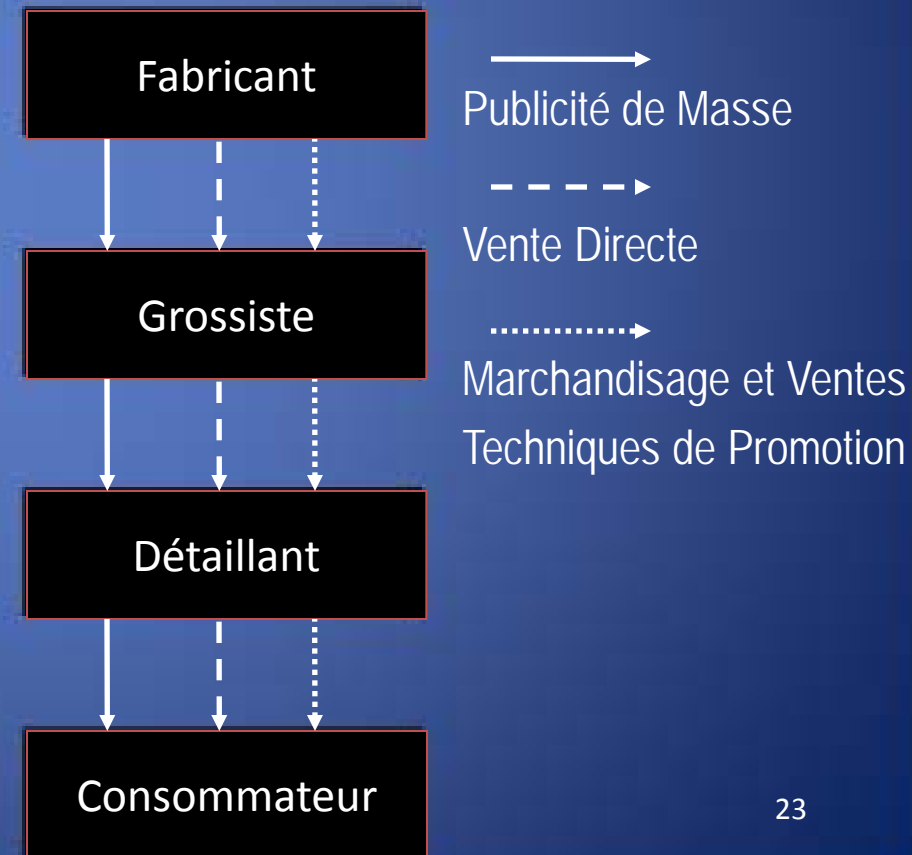 Fabricant
Publicité de Masse
Vente Directe
Grossiste
Marchandisage et Ventes
Techniques de Promotion
Détaillant
Consommateur
23